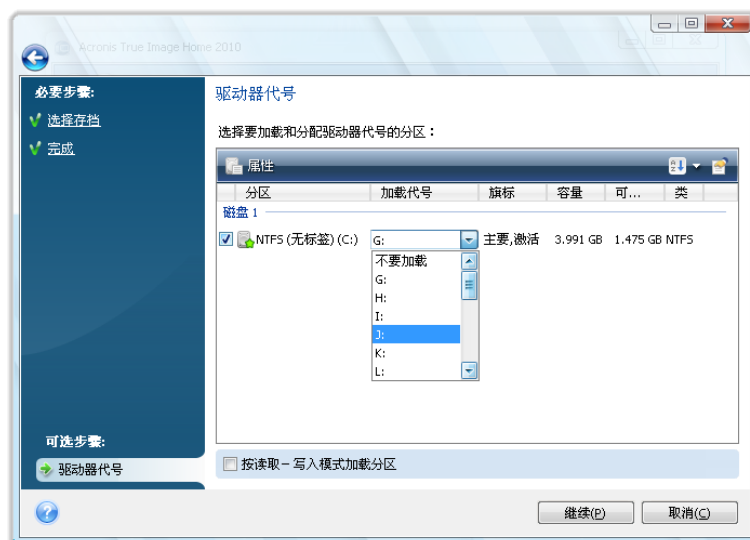 Acronis True Image Home 2010
必要步骤:
选择存档
完成
可选步骤:
驱动器代号
驱动器代号
选择要加载和分配驱动器代号的分区:
属性
分区 加载代号 旗标 容量 可... 类
磁盘 1
NTFS (无标签) (C:) G: 主要,激活 3.991 GB 1.475 GB NTFS
不要加载
G:
H:
I:
J:
K:
L:
按读取-写入模式加载分区
继续(P) 取消(C)